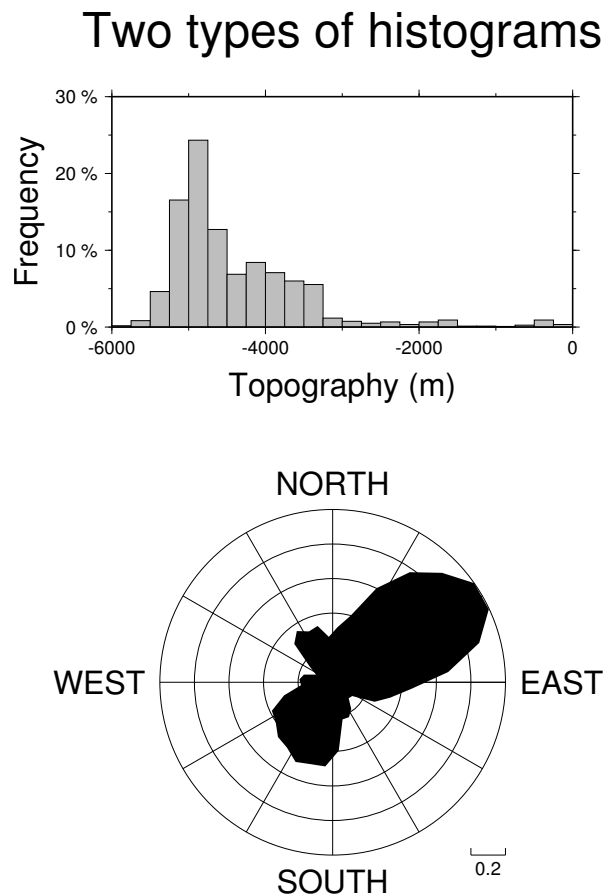 Two types of histograms
30 %
20 %
10 %
0 %
Frequency
-6000 -4000 -2000 0
Topography (m)
NORTH
WEST EAST
SOUTH
0.2